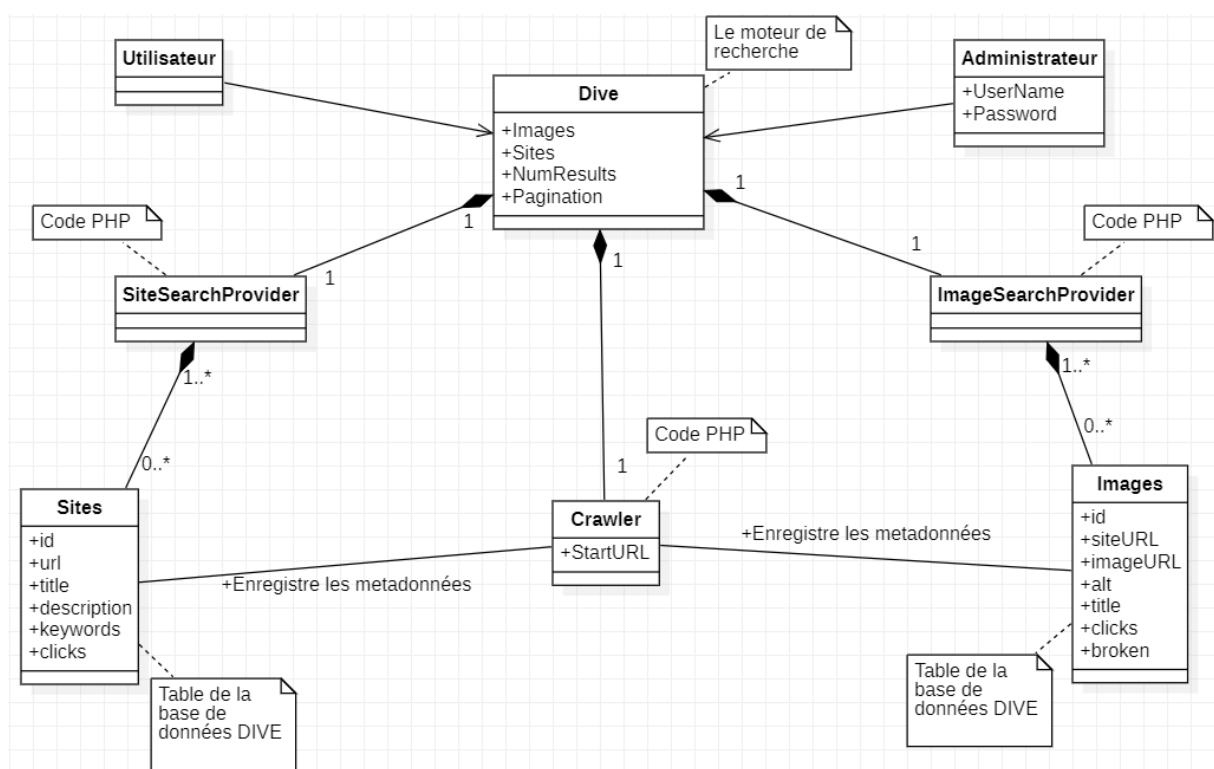 Utilisateur
Le moteur de
recherche
Administrateur
+UserName
+Password
Dive
+Images
+Sites
+NumResults
+Pagination
1
1
1
1
1
1
Code PHP
SiteSearchProvider
Code PHP
ImageSearchProvider
1..*
0..*
1..*
0..*
Code PHP
Crawler
+StartURL
+Enregistre les metadonnées
+Enregistre les metadonnées
Sites
+id
+url
+title
+description
+keywords
+clicks
Table de la
base de
données DIVE
Images
+id
+siteURL
+imageURL
+alt
+title
+clicks
+broken
Table de la
base de
données DIVE